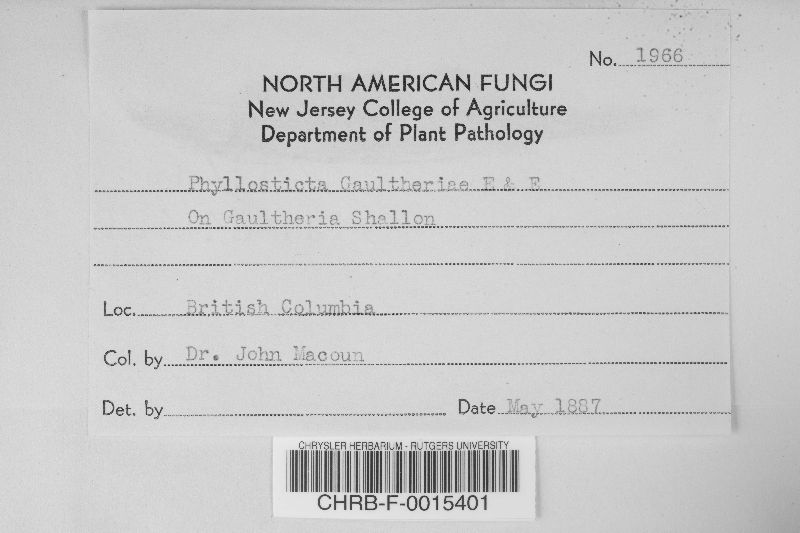 No. 1966
NORTH AMERICAN FUNGI
New Jersey College of Agriculture
Department of Plant Pathology
Phyllosticta Gaultheriae E & E
On Gaultheria Shallon
Loc. British Columbia
Col. by Dr. John Macoun
Det. by
Date May 1887
CHRYSLER HERBARIUM - RUTGERS UNIVERSITY
CHRB-F-0015401